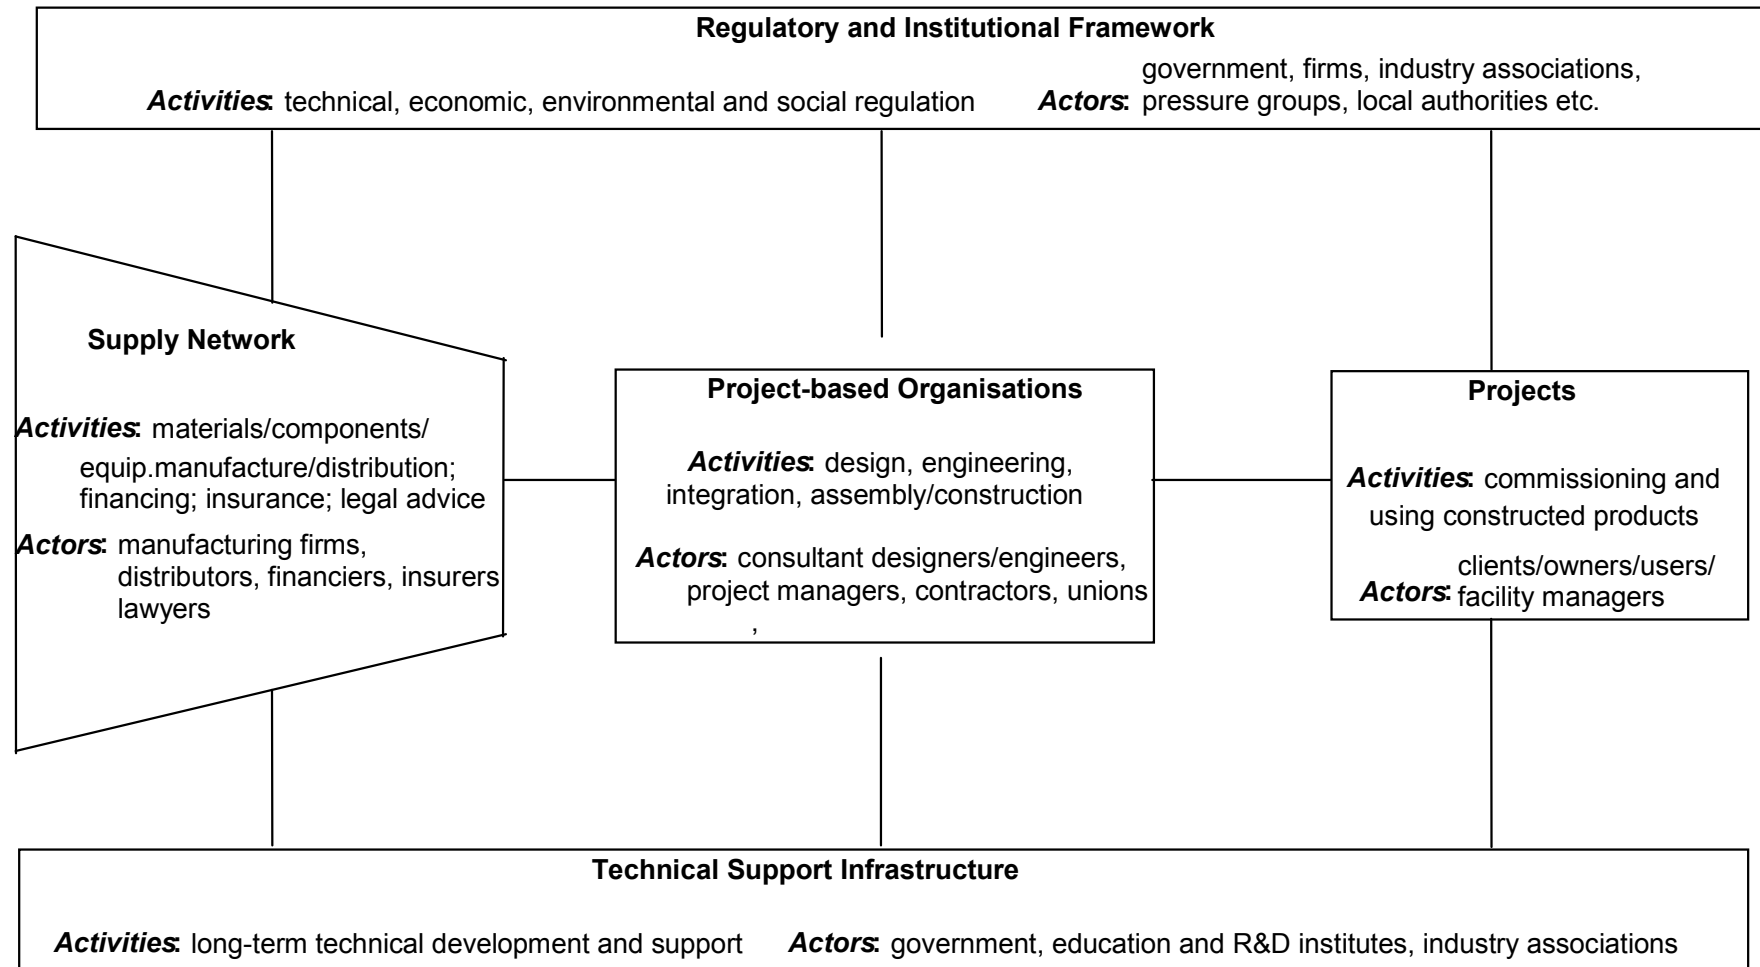 Regulatory and Institutional Framework
Activities: technical, economic, environmental and social regulation
government, firms, industry associations,
Actors: pressure groups, local authorities etc.
Supply Network
Activities: materials/components/
equip.manufacture/distribution;
financing; insurance; legal advice
Actors: manufacturing firms,
distributors, financiers, insurers
lawyers
Project-based Organisations
Activities: design, engineering,
integration, assembly/construction
Actors: consultant designers/engineers,
project managers, contractors, unions
,
Projects
Activities: commissioning and
using constructed products
clients/owners/users/
Actors: facility managers
Technical Support Infrastructure
Activities: long-term technical development and support
Actors: government, education and R&D institutes, industry associations